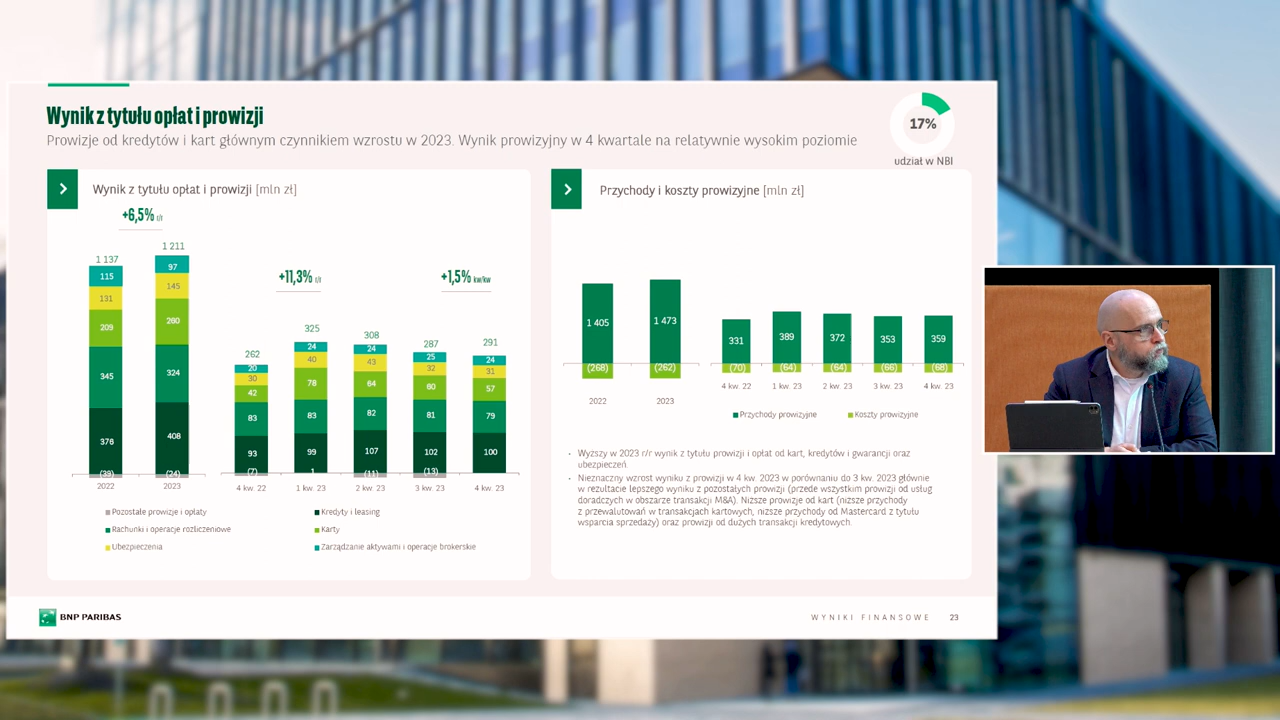 Wynik z tytułu opłat i prowizji
Prowizje od kredytów i kart głównym czynnikiem wzrostu w 2023. Wynik prowizyjny w 4 kwartale na relatywnie wysokim poziomie
17%
udział w NBI
Wynik z tytułu opłat i prowizji [mln zł]
+6,5% r/r
1 137
1 211
115
97
131
145
209
260
345
324
376
408
(39)
(24)
2022
2023
+11,3% r/r
+1,5% kw/kw
262
325
308
287
291
20
24
24
25
24
30
40
43
32
31
42
78
64
60
57
83
83
82
81
79
93
99
107
102
100
(7)
1
(11)
(13)
4 kw. 22
1 kw. 23
2 kw. 23
3 kw. 23
4 kw. 23
Pozostałe prowizje i opłaty
Kredyty i leasing
Rachunki i operacje rozliczeniowe
Karty
Ubezpieczenia
Zarządzanie aktywami i operacje brokerskie
Przychody i koszty prowizyjne [mln zł]
1 405
1 473
331
389
372
353
359
(268)
(262)
(70)
(64)
(64)
(66)
(68)
2022
2023
4 kw. 22
1 kw. 23
2 kw. 23
3 kw. 23
4 kw. 23
Przychody prowizyjne
Koszty prowizyjne
• Wyższy w 2023 r/r wynik z tytułu prowizji i opłat od kart, kredytów i gwarancji oraz
ubezpieczeń
• Nieznaczny wzrost wyniku z prowizji w 4 kw. 2023 w porównaniu do 3 kw. 2023 głównie
w rezultacie lepszego wyniku z pozostałych prowizji (przede wszystkim prowizji od usług
doradczych w obszarze transakcji M&A). Niższe prowizje od kart (niższe przychody
z przewalutowań w transakcjach kartowych, niższe przychody od Mastercard z tytułu
wsparcia sprzedaży) oraz prowizji od dużych transakcji kredytowych.
BNP PARIBAS
WYNIKI FINANSOWE 23